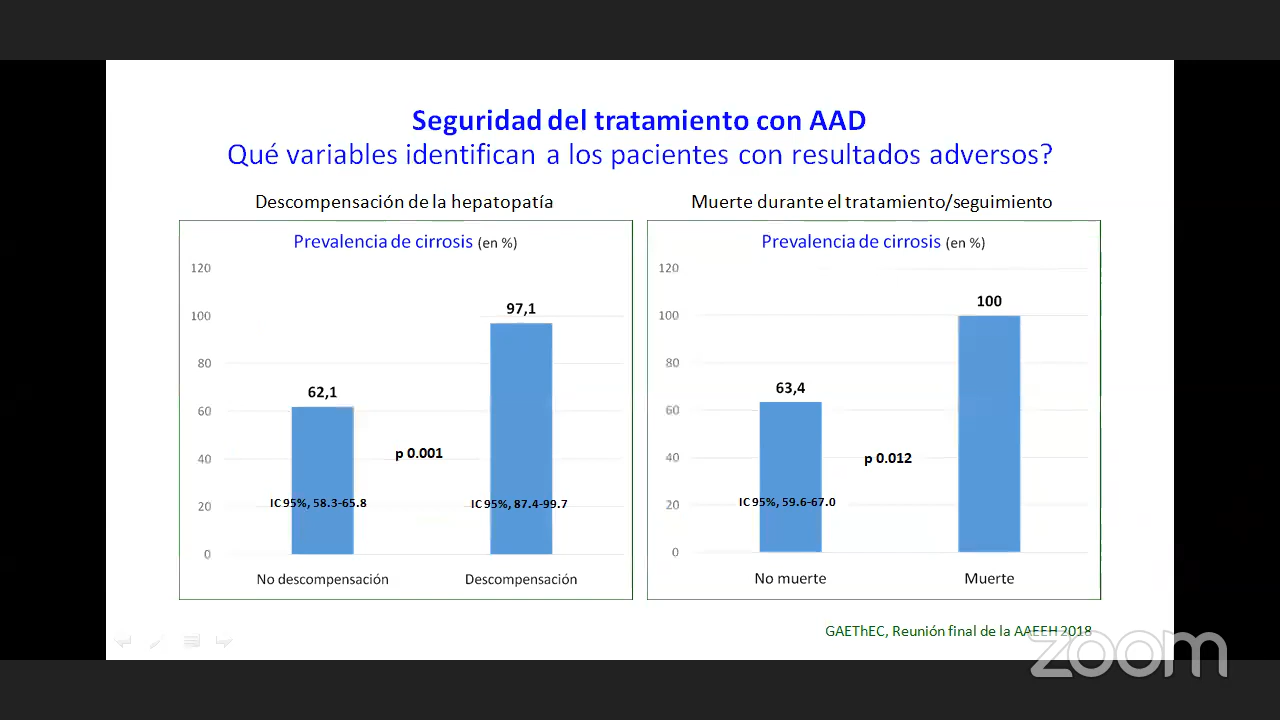 Seguridad del tratamiento con AAD
Qué variables identifican a los pacientes con resultados adversos?
Descompensación de la hepatopatía
Prevalencia de cirrosis (en %)
120
100
80
60
40
20
0
62,1
97,1
p 0.001
IC 95%, 58.3-65.8
IC 95%, 87.4-99.7
No descompensación
Descompensación
Muerte durante el tratamiento/seguimiento
Prevalencia de cirrosis (en %)
120
100
80
60
40
20
0
63,4
100
p 0.012
IC 95%, 59.6-67.0
No muerte
Muerte
GAEThEC, Reunión final de la AAEEH 2018
zoom